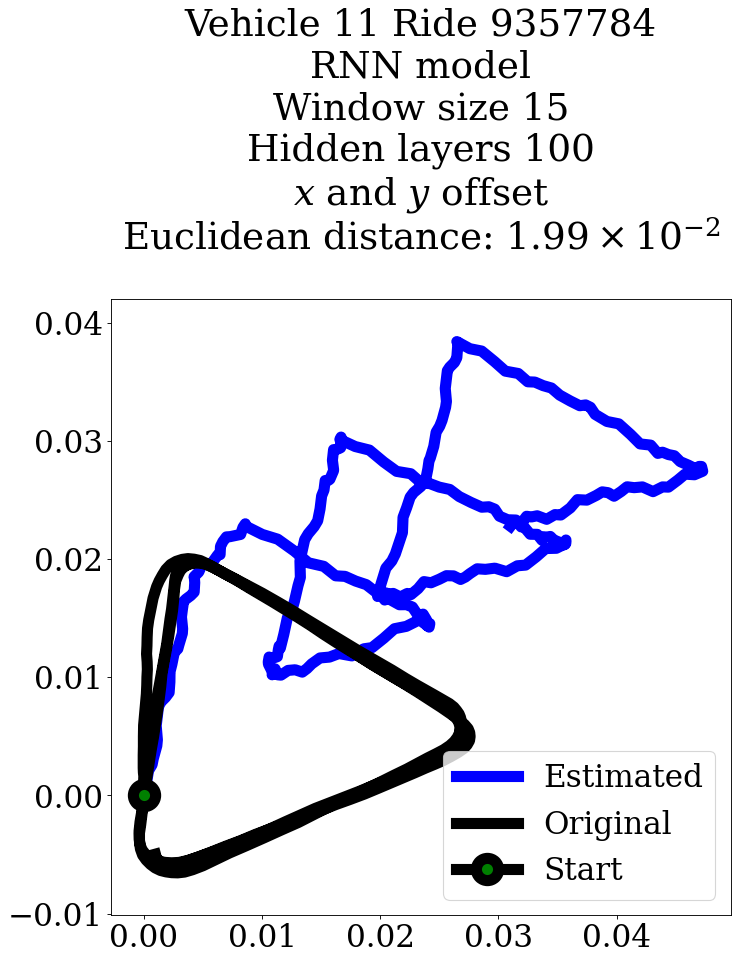 Vehicle 11 Ride 9357784
RNN model
Window size 15
Hidden layers 100
x and y offset
Euclidean distance: 1.99 × 10⁻²
0.04
0.03
0.02
0.01
0.00
−0.01
Estimated
Original
Start
0.00 0.01 0.02 0.03 0.04